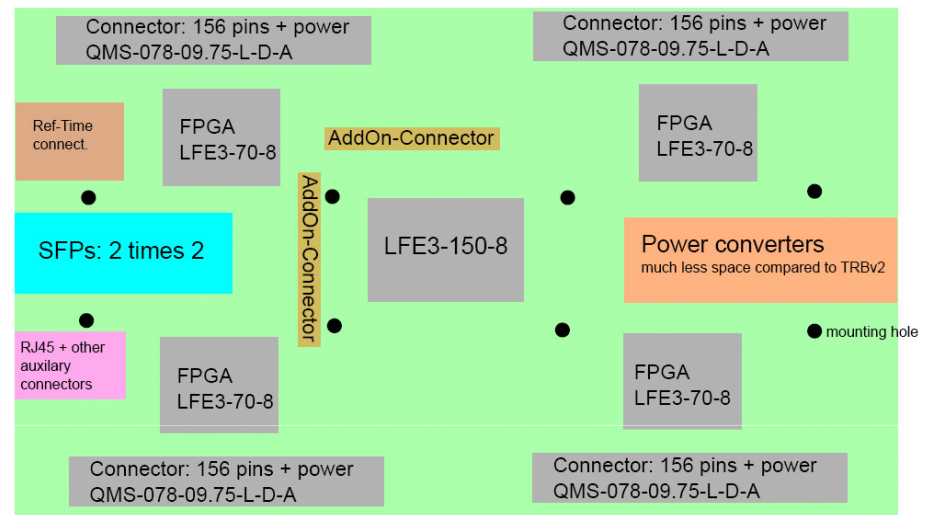 Connector: 156 pins + power
QMS-078-09.75-L-D-A
Connector: 156 pins + power
QMS-078-09.75-L-D-A
Ref-Time
connect.
FPGA
LFE3-70-8
AddOn-Connector
FPGA
LFE3-70-8
AddOn-Connector
SFPs: 2 times 2
LFE3-150-8
Power converters
much less space compared to TRBv2
mounting hole
RJ45 + other
auxilary
connectors
FPGA
LFE3-70-8
FPGA
LFE3-70-8
Connector: 156 pins + power
QMS-078-09.75-L-D-A
Connector: 156 pins + power
QMS-078-09.75-L-D-A